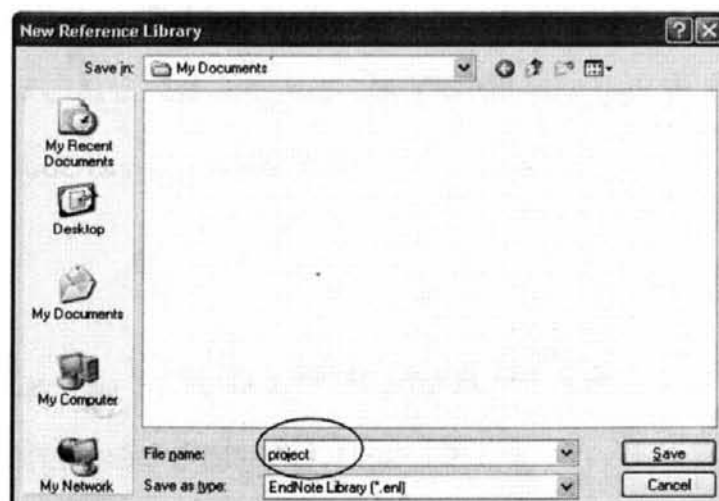 New Reference Library
Save in: My Documents
My Recent
Documents
Desktop
My Documents
My Computer
My Network
File name: project
Save
Save as type: EndNote Library (*.enl)
Cancel